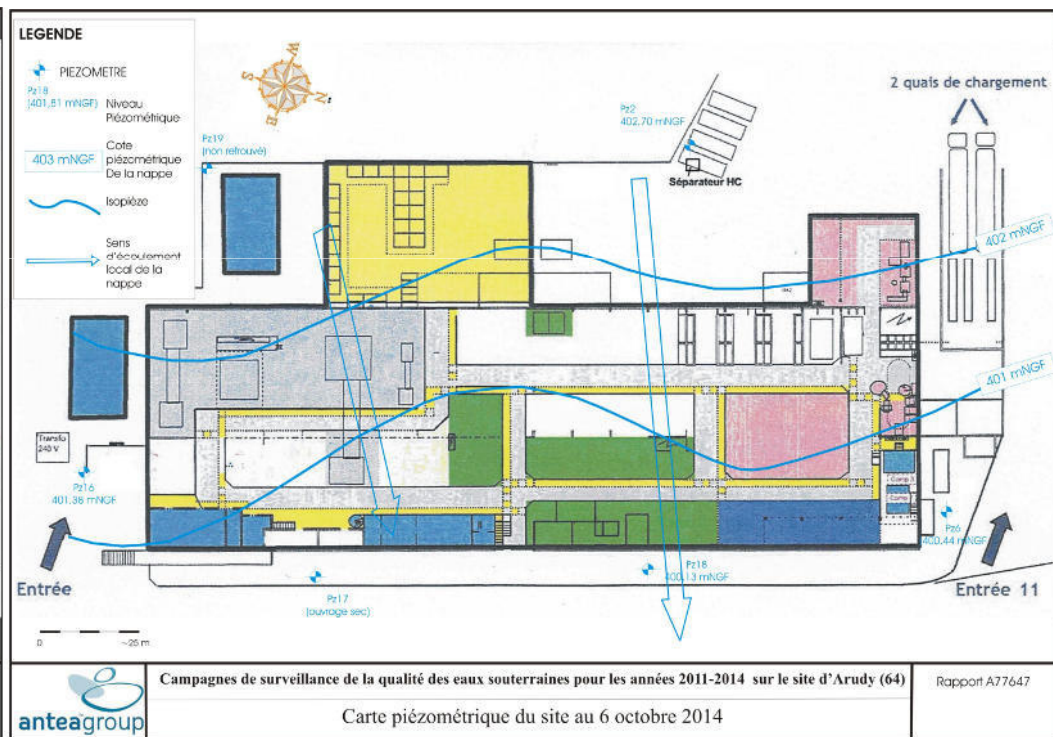 LEGENDE
PIEZOMETRE
Pz18
(401,81 mNGF)
Niveau
Piézométrique
403 mNGF
Cote
piézométrique
De la nappe
Isopièze
Sens
d'écoulement
local de la
nappe
W
S
N
E
Pz19
(non retrouvé)
Pz2
402.70 mNGF
Séparateur HC
2 quais de chargement
402 mNGF
401 mNGF
Transfo
240 V
Pz16
401.38 mNGF
Comp 3
Comp
Pz6
400.44 mNGF
Pz18
400.13 mNGF
Entrée
Pz17
(ouvrage sec)
Entrée 11
0
~25 m
anteagroup
Campagnes de surveillance de la qualité des eaux souterraines pour les années 2011-2014 sur le site d'Arudy (64)
Carte piézométrique du site au 6 octobre 2014
Rapport A77647